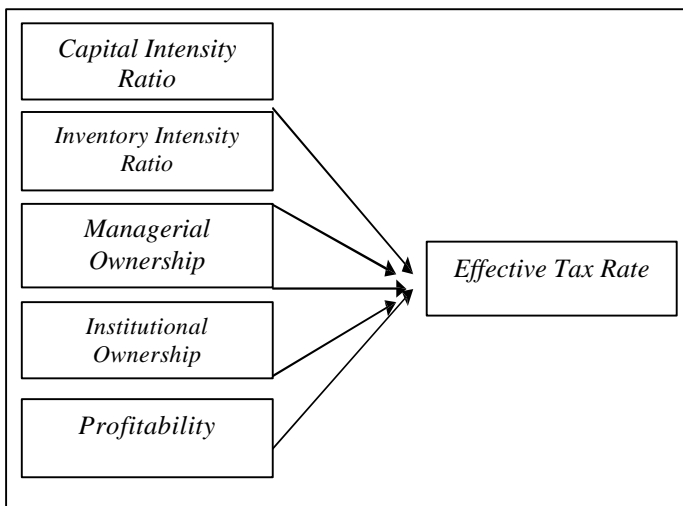 Capital Intensity
Ratio
Inventory Intensity
Ratio
Managerial
Ownership
Effective Tax Rate
Institutional
Ownership
Profitability